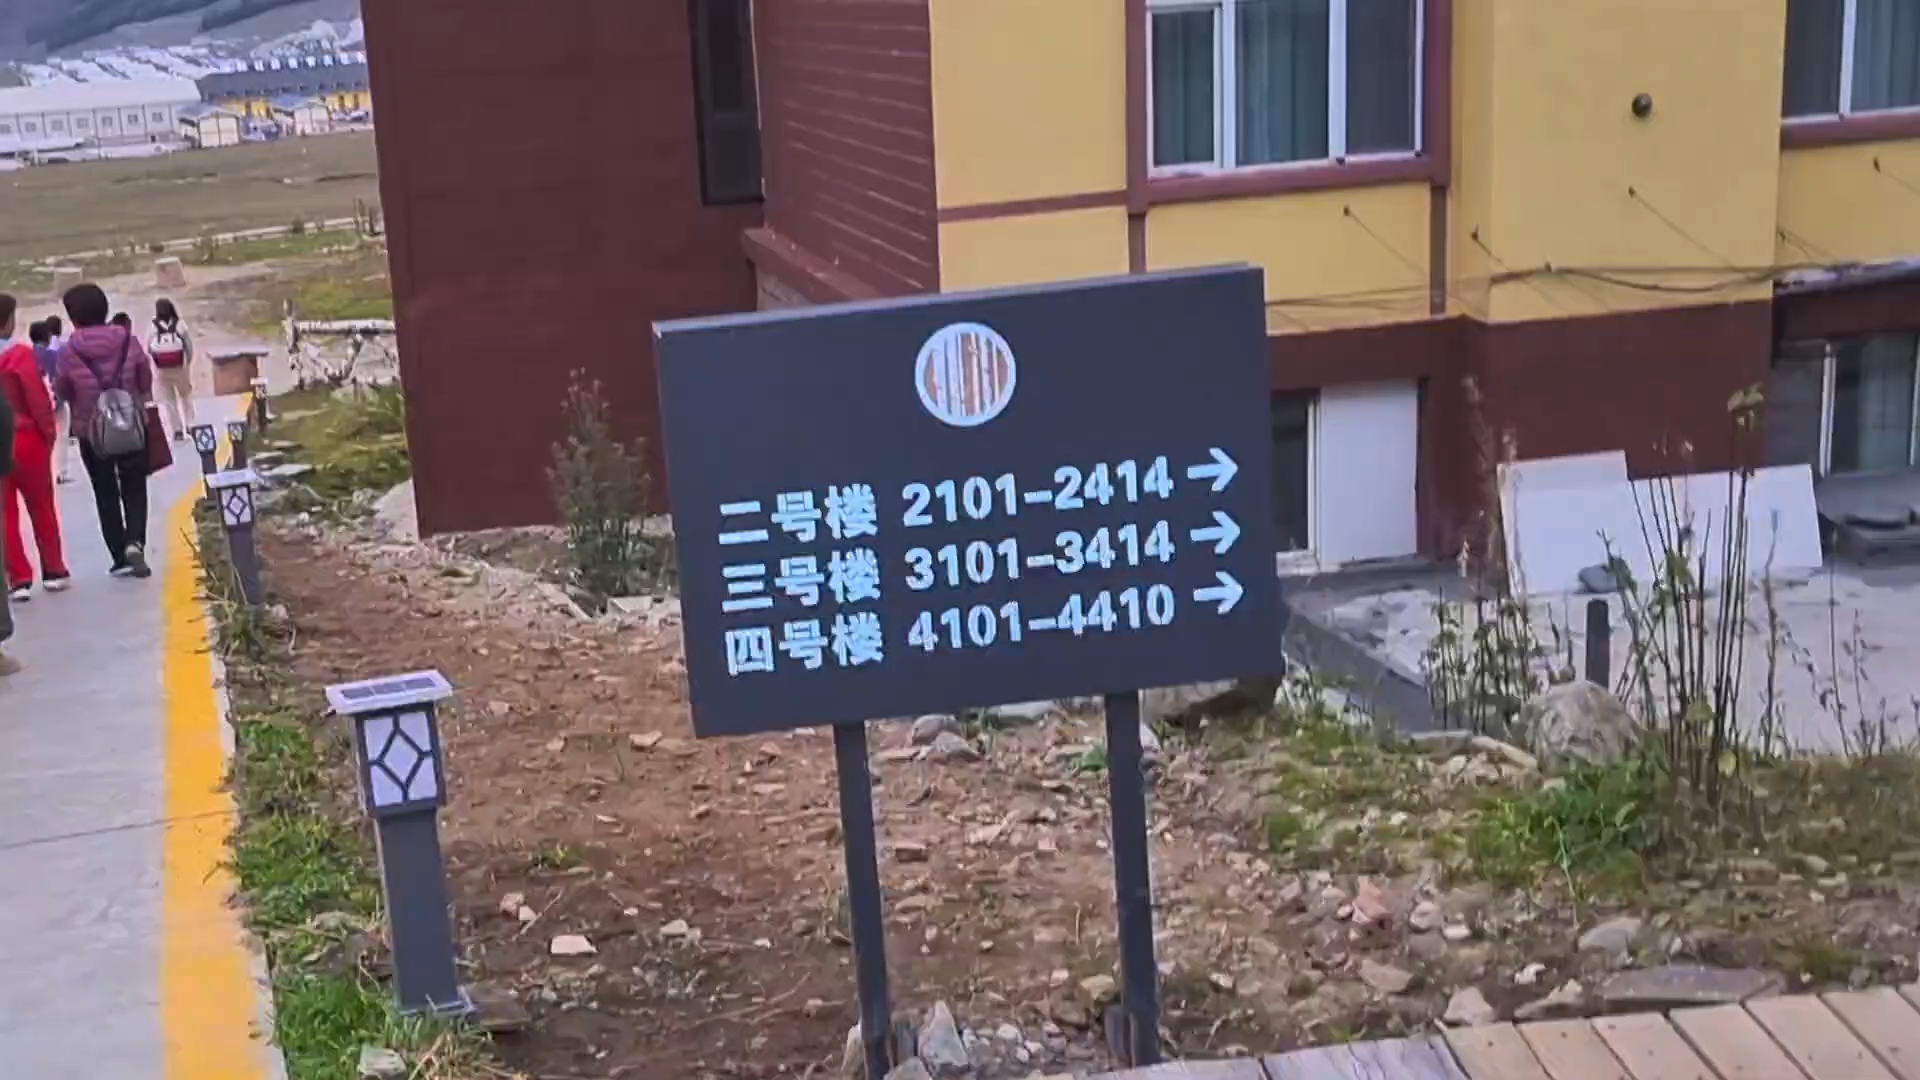 二号楼 2101-2414 →
三号楼 3101-3414 →
四号楼 4101-4410 →